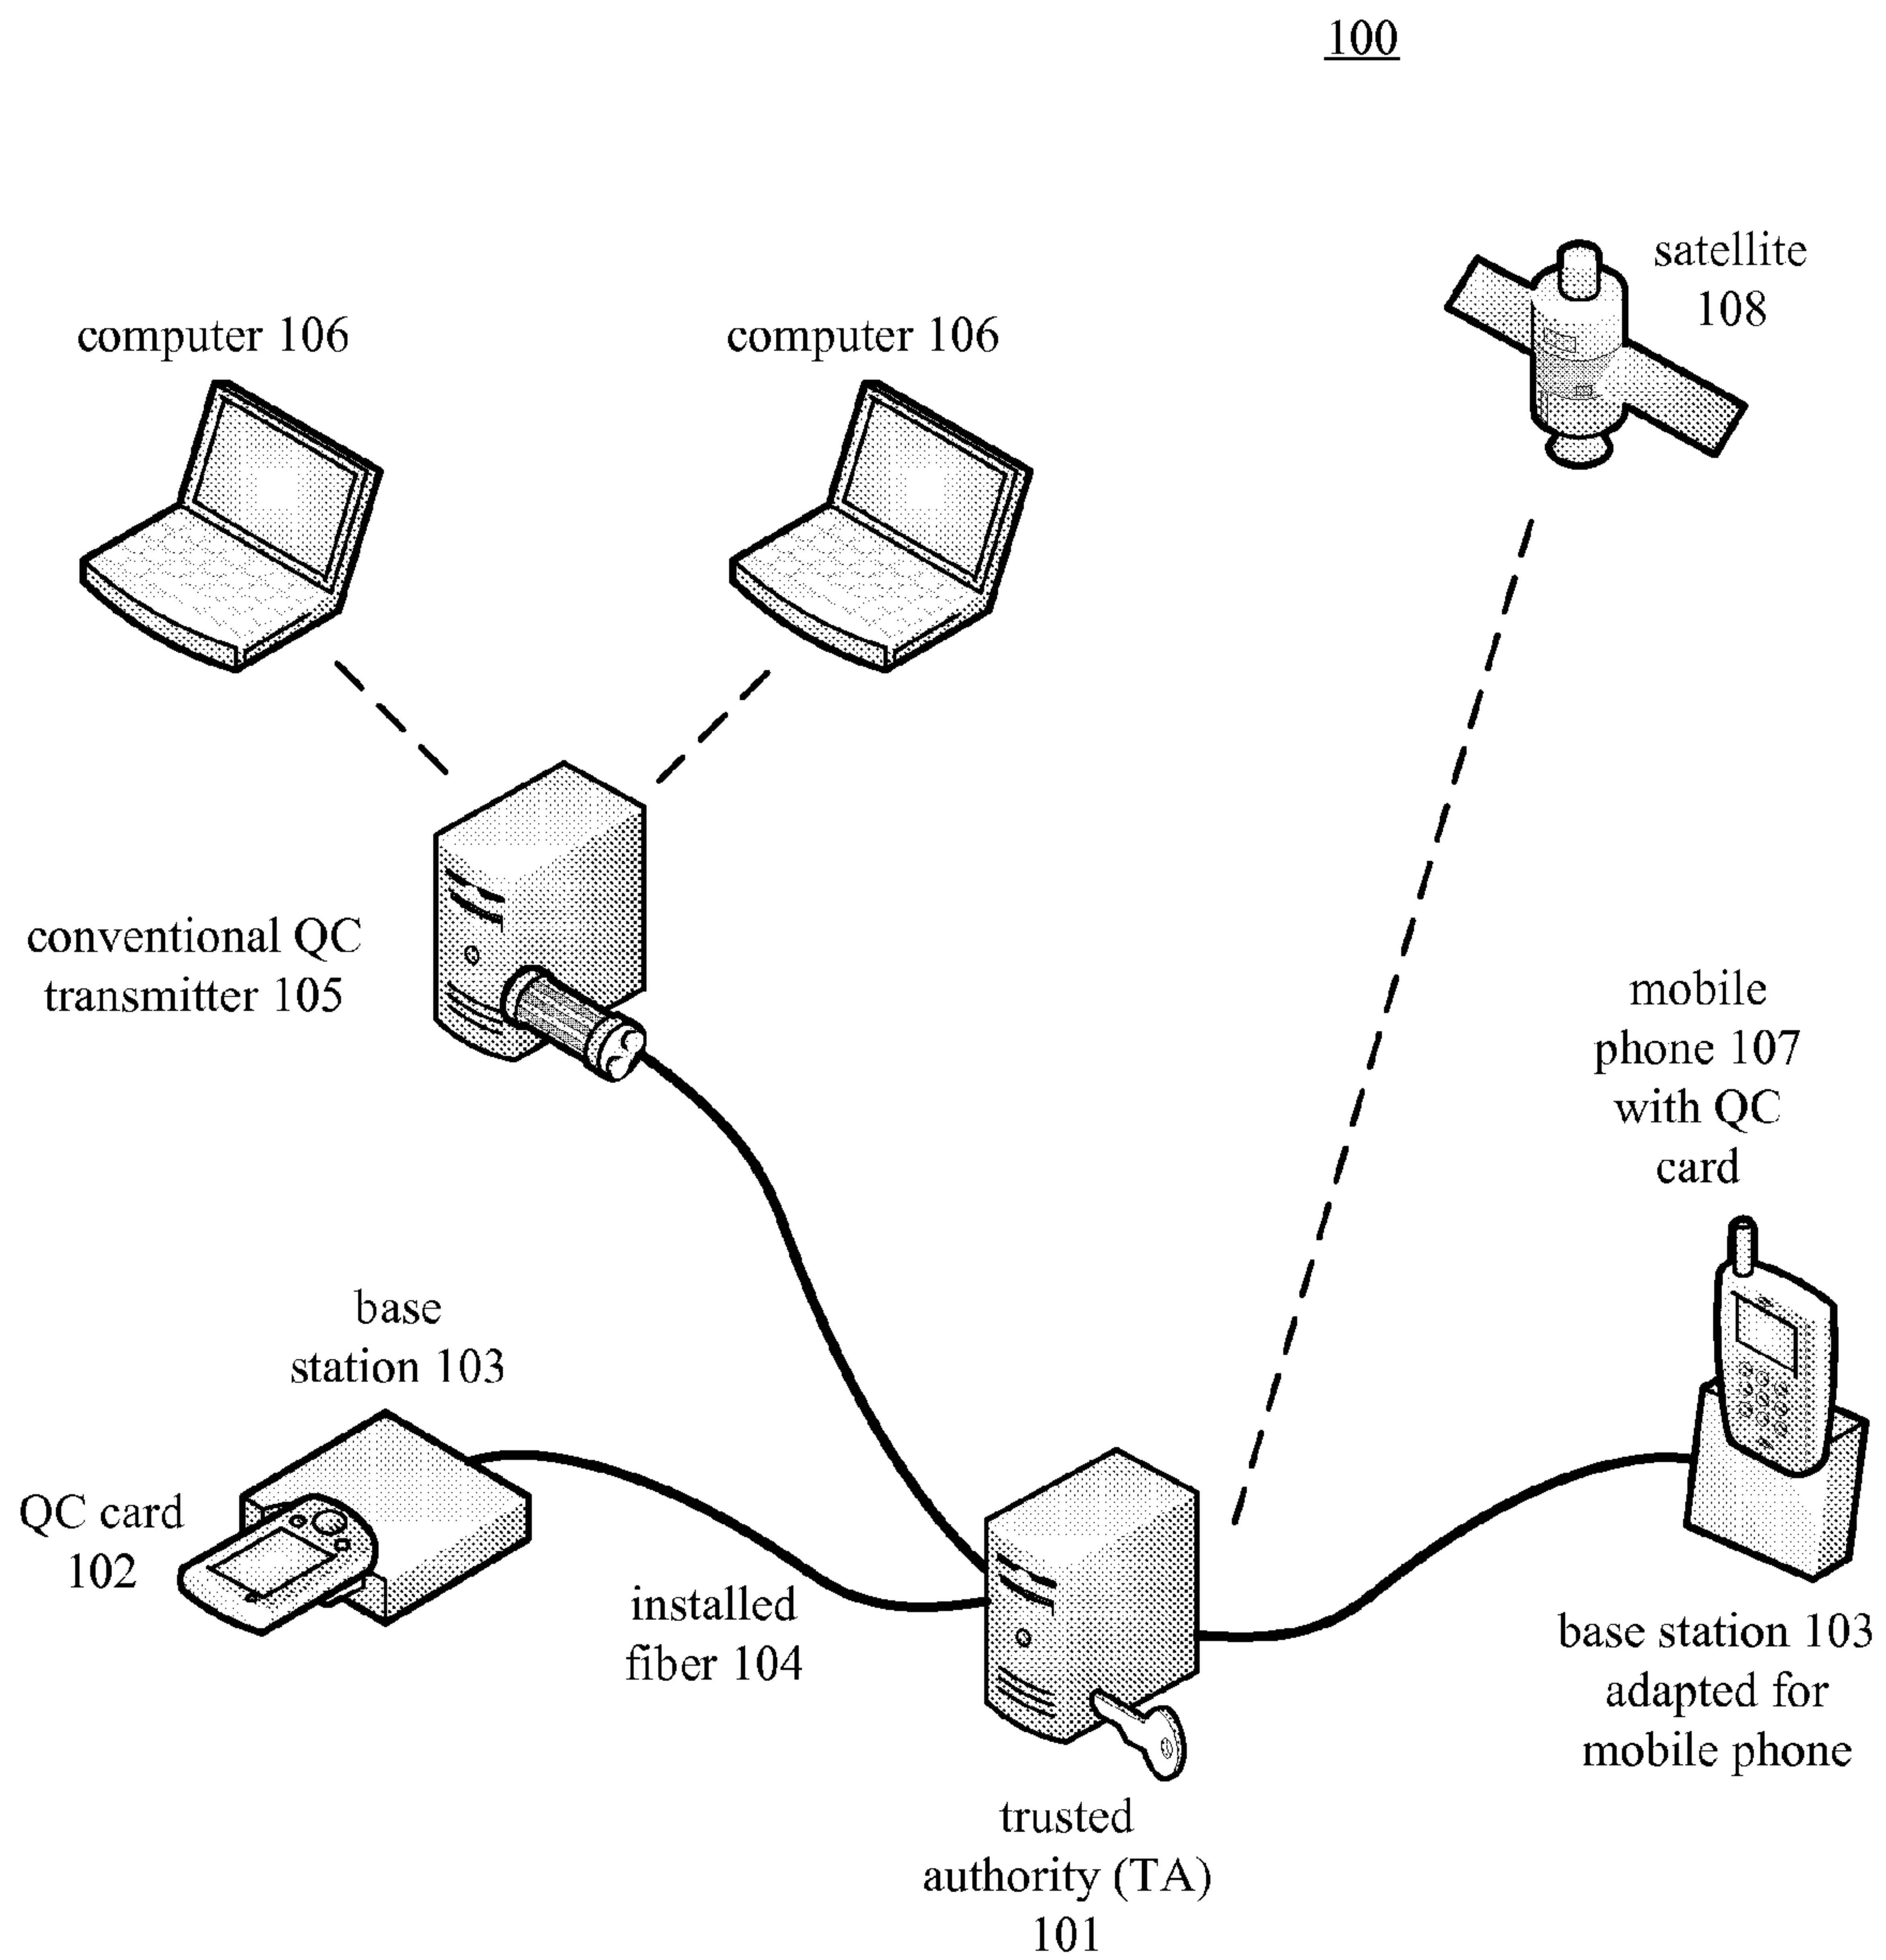 100
satellite
108
computer 106
computer 106
conventional QC
transmitter 105
mobile
phone 107
with QC
card
base
station 103
QC card
102
installed
fiber 104
base station 103
adapted for
mobile phone
trusted
authority (TA)
101